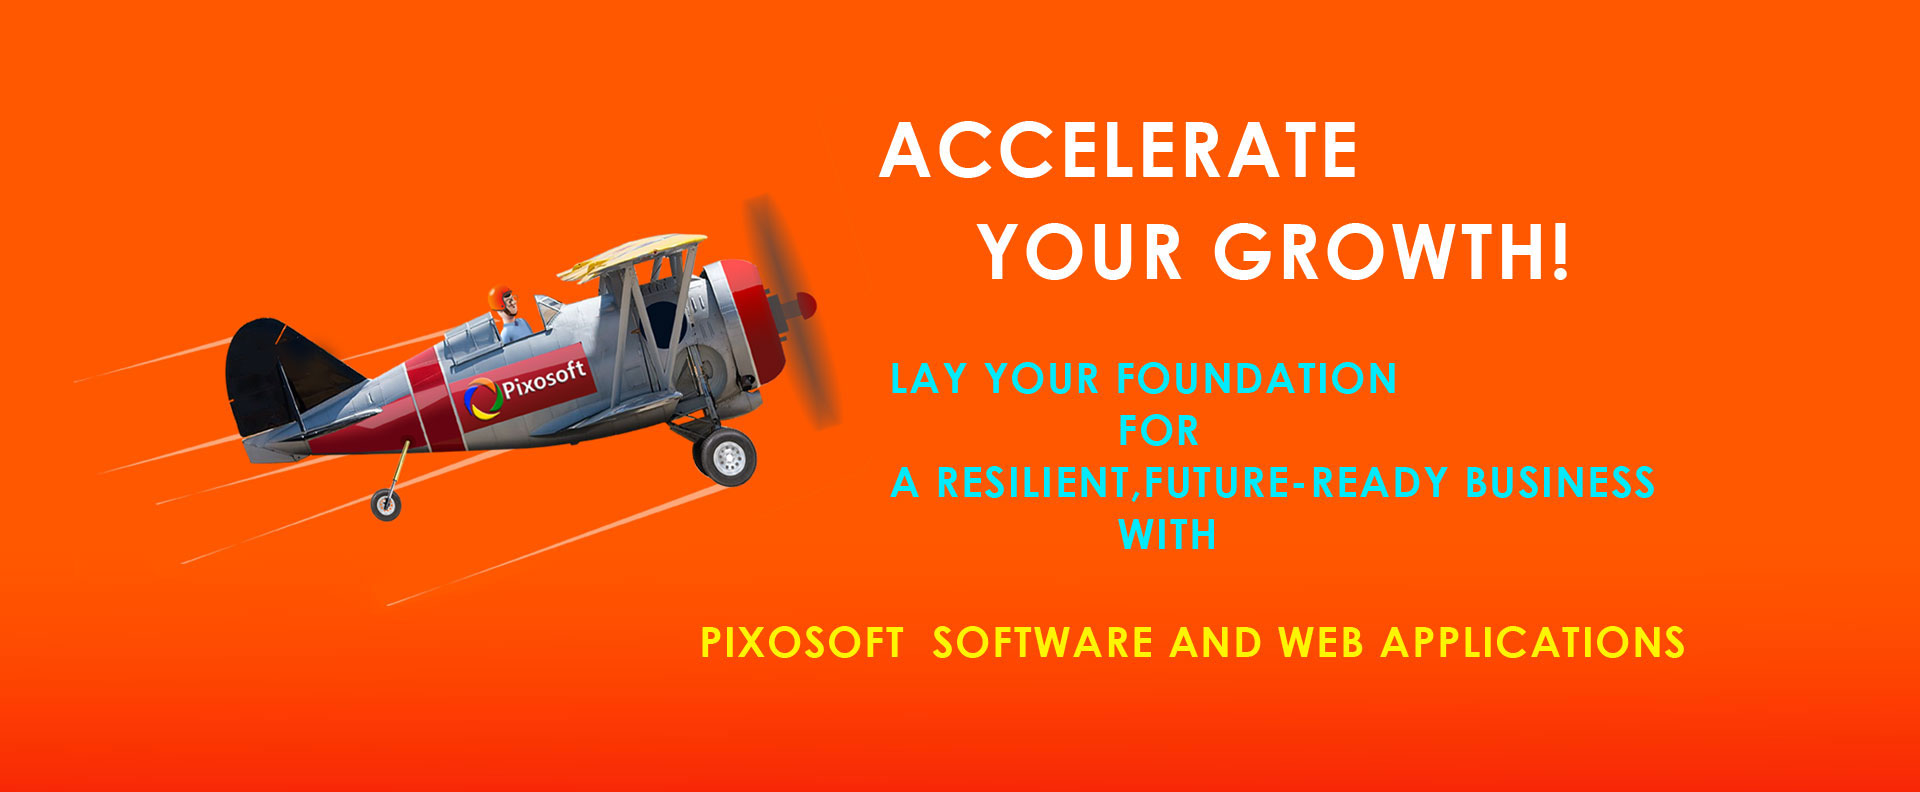 ACCELERATE
YOUR GROWTH!
Pixosoft
LAY YOUR FOUNDATION
FOR
A RESILIENT,FUTURE-READY BUSINESS
WITH
PIXOSOFT SOFTWARE AND WEB APPLICATIONS